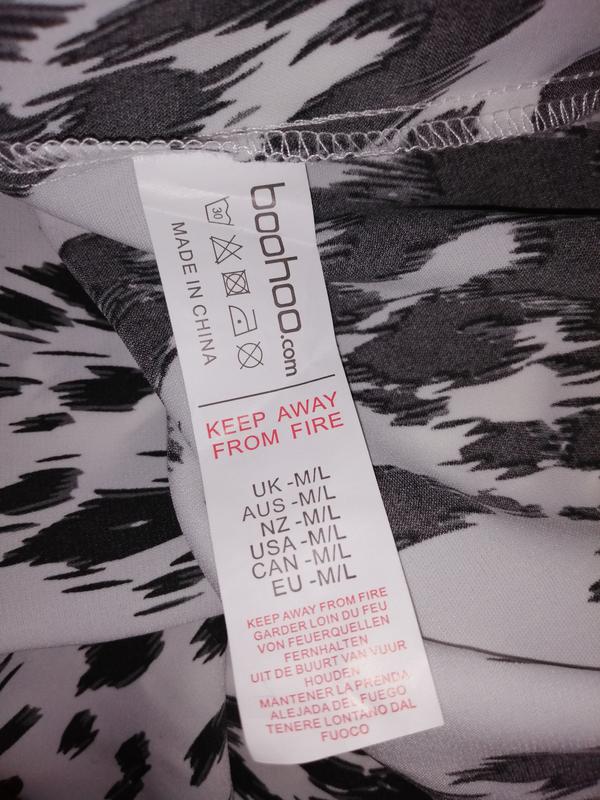 boohoo.com
30
MADE IN CHINA
KEEP AWAY
FROM FIRE
UK -M/L
AUS -M/L
NZ -M/L
USA -M/L
CAN -M/L
EU -M/L
KEEP AWAY FROM FIRE
GARDER LOIN DU FEU
VON FEUERQUELLEN
FERNHALTEN
UIT DE BUURT VAN VUUR
HOUDEN
MANTENER LA PRENDA
ALEJADA DEL FUEGO
TENERE LONTANO DAL
FUOCO